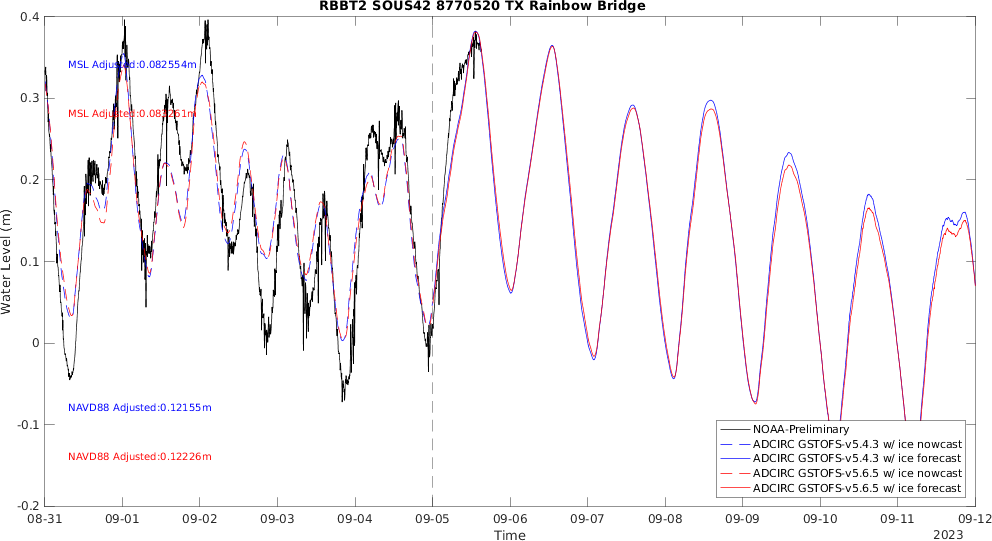 RBBT2 SOUS42 8770520 TX Rainbow Bridge
0.4
0.3
0.2
0.1
0
-0.1
-0.2
Water Level (m)
MSL Adjusted:0.082554m
MSL Adjusted:0.083261m
NAVD88 Adjusted:0.12155m
NAVD88 Adjusted:0.12226m
NOAA-Preliminary
ADCIRC GSTOFS-v5.4.3 w/ ice nowcast
ADCIRC GSTOFS-v5.4.3 w/ ice forecast
ADCIRC GSTOFS-v5.6.5 w/ ice nowcast
ADCIRC GSTOFS-v5.6.5 w/ ice forecast
08-31 09-01 09-02 09-03 09-04 09-05 09-06 09-07 09-08 09-09 09-10 09-11 09-12
Time
2023